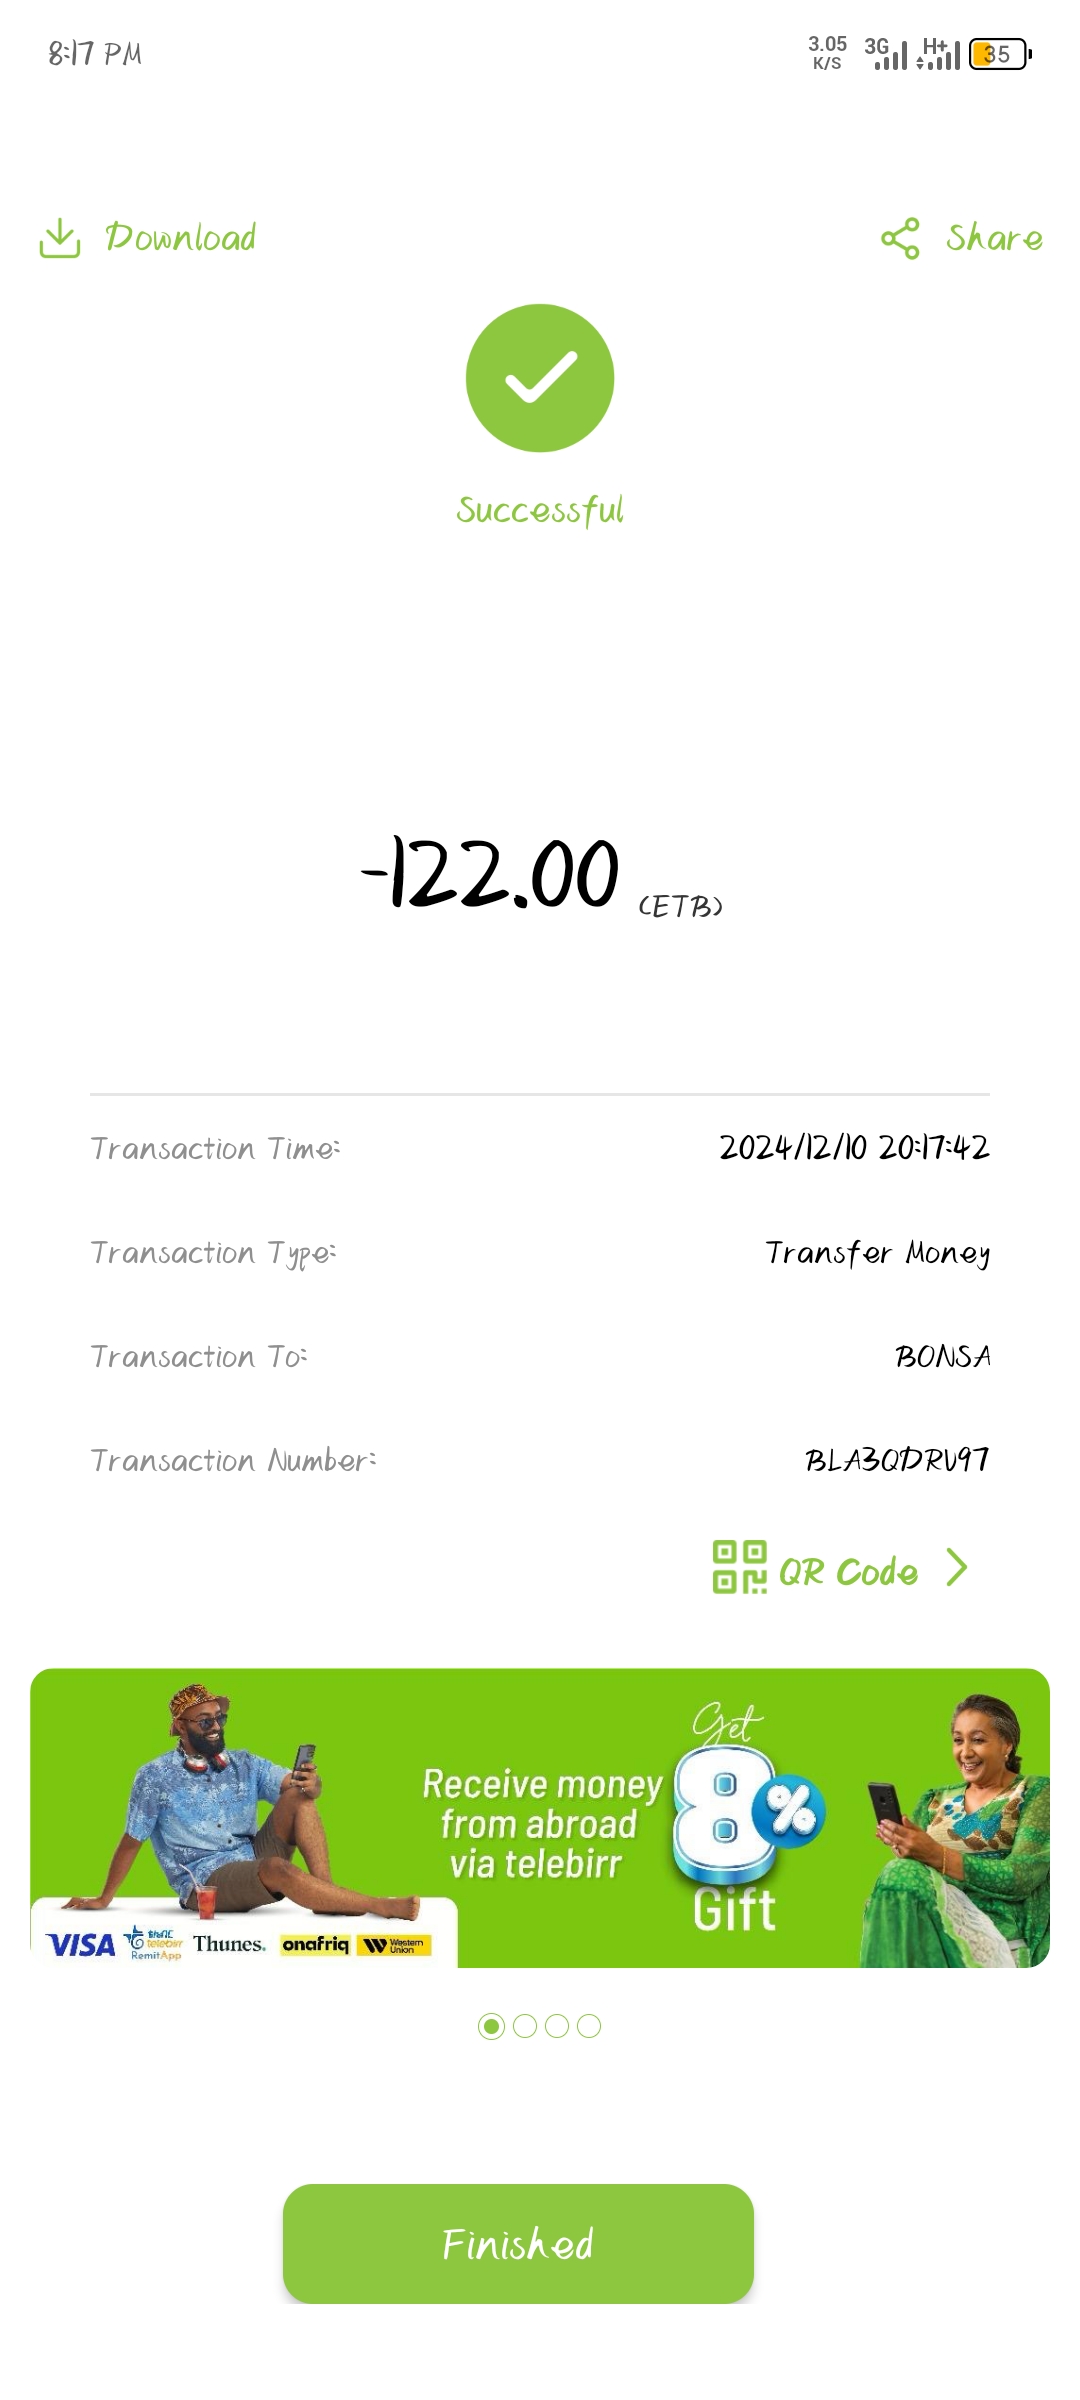 8:17 PM
3.05 K/S 3G H+ 35
Download
Share
Successful
-122.00 (ETB)
Transaction Time: 2024/12/10 20:17:42
Transaction Type: Transfer Money
Transaction To: BONSA
Transaction Number: BLA3QDRV97
QR Code
Receive money
from abroad
via telebirr
Get
8%
Gift
VISA telebirr RemitApp Thunes. onafriq Western Union
Finished